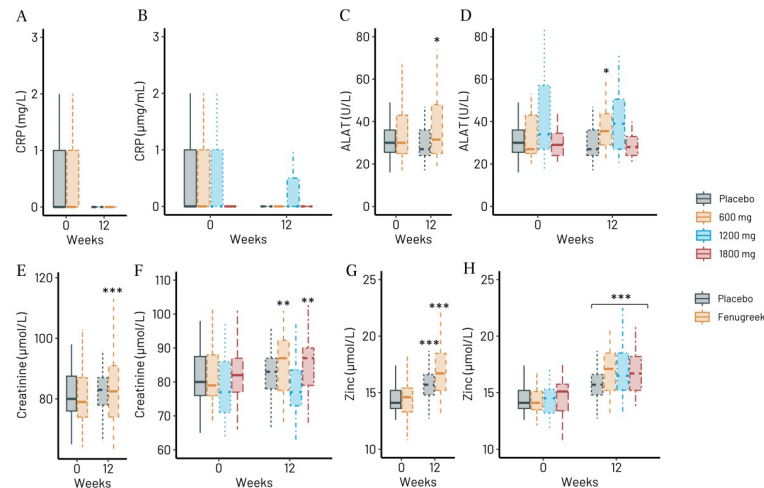 A
3
2
1
0
CRP (mg/L)
0
12
Weeks
B
3
2
1
0
CRP (µmg/mL)
0
12
Weeks
C
80
60
40
20
0
ALAT (U/L)
*
0
12
Weeks
D
80
60
40
20
0
ALAT (U/L)
*
0
12
Weeks
Placebo
600 mg
1200 mg
1800 mg
Placebo
Fenugreek
E
120
100
80
Creatinine (µmol/L)
***
0
12
Weeks
F
110
100
90
80
70
60
Creatinine (µmol/L)
**
**
0
12
Weeks
G
25
20
15
10
Zinc (µmol/L)
***
***
0
12
Weeks
H
25
20
15
10
Zinc (µmol/L)
***
0
12
Weeks